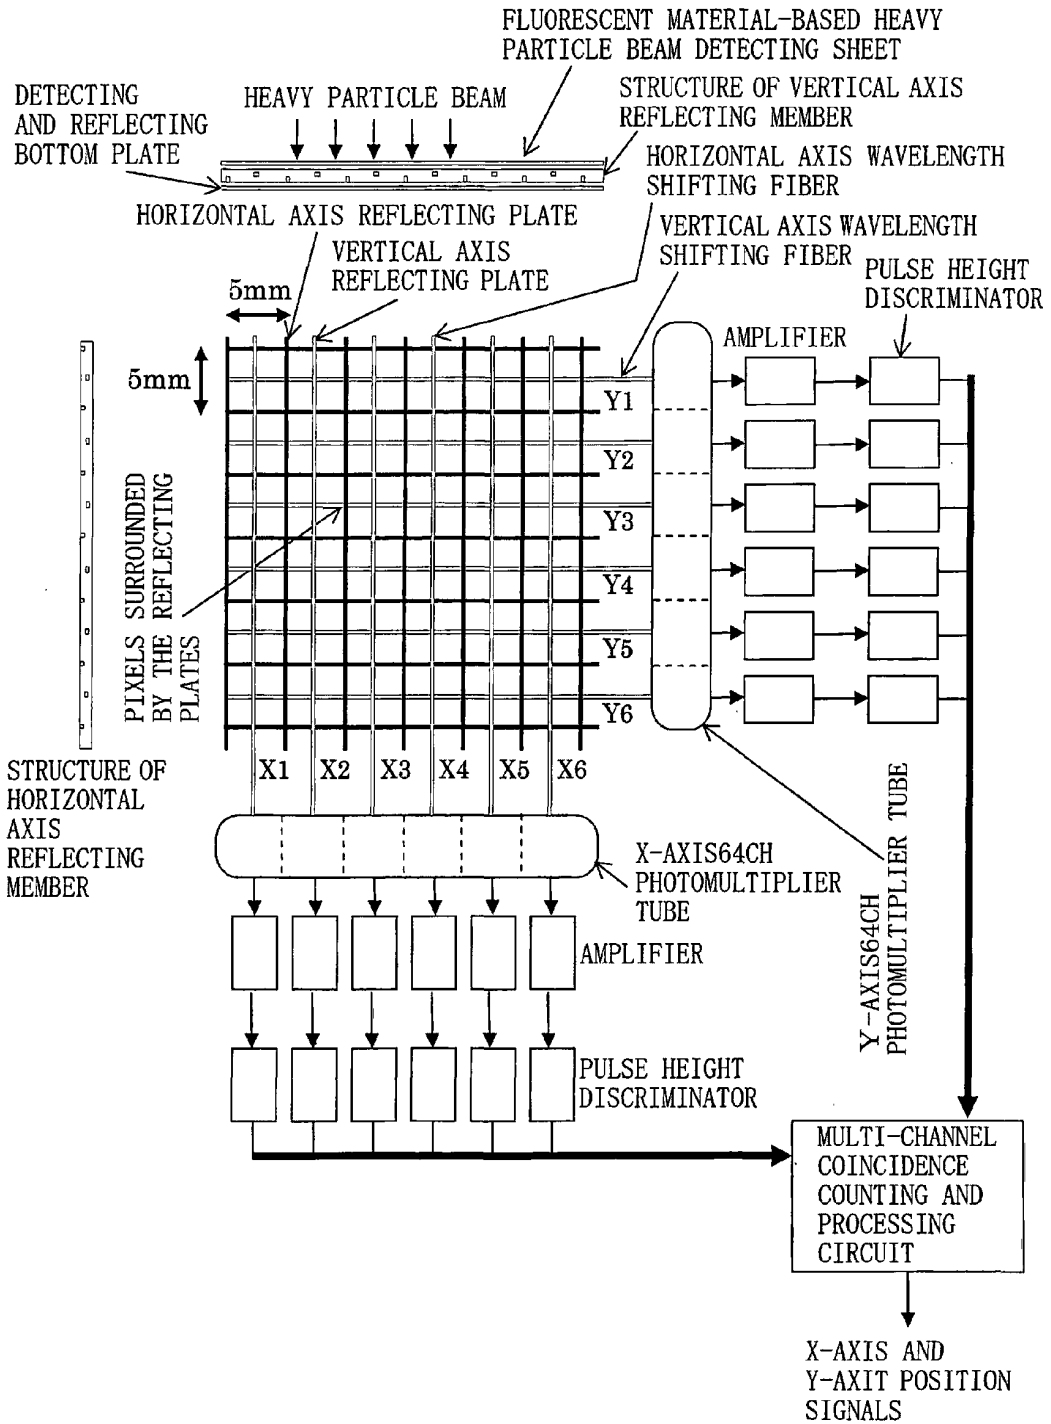 FLUORESCENT MATERIAL-BASED HEAVY
PARTICLE BEAM DETECTING SHEET
DETECTING
AND REFLECTING
BOTTOM PLATE
HEAVY PARTICLE BEAM
STRUCTURE OF VERTICAL AXIS
REFLECTING MEMBER
HORIZONTAL AXIS WAVELENGTH
SHIFTING FIBER
HORIZONTAL AXIS REFLECTING PLATE
VERTICAL AXIS
REFLECTING PLATE
VERTICAL AXIS WAVELENGTH
SHIFTING FIBER
PULSE HEIGHT
DISCRIMINATOR
5mm
AMPLIFIER
5mm
Y1
Y2
Y3
Y4
Y5
Y6
PIXELS SURROUNDED
BY THE REFLECTING
PLATES
X1
X2
X3
X4
X5
X6
STRUCTURE OF
HORIZONTAL
AXIS
REFLECTING
MEMBER
X-AXIS64CH
PHOTOMULTIPLIER
TUBE
Y-AXIS64CH
PHOTOMULTIPLIER TUBE
AMPLIFIER
PULSE HEIGHT
DISCRIMINATOR
MULTI-CHANNEL
COINCIDENCE
COUNTING AND
PROCESSING
CIRCUIT
X-AXIS AND
Y-AXIT POSITION
SIGNALS